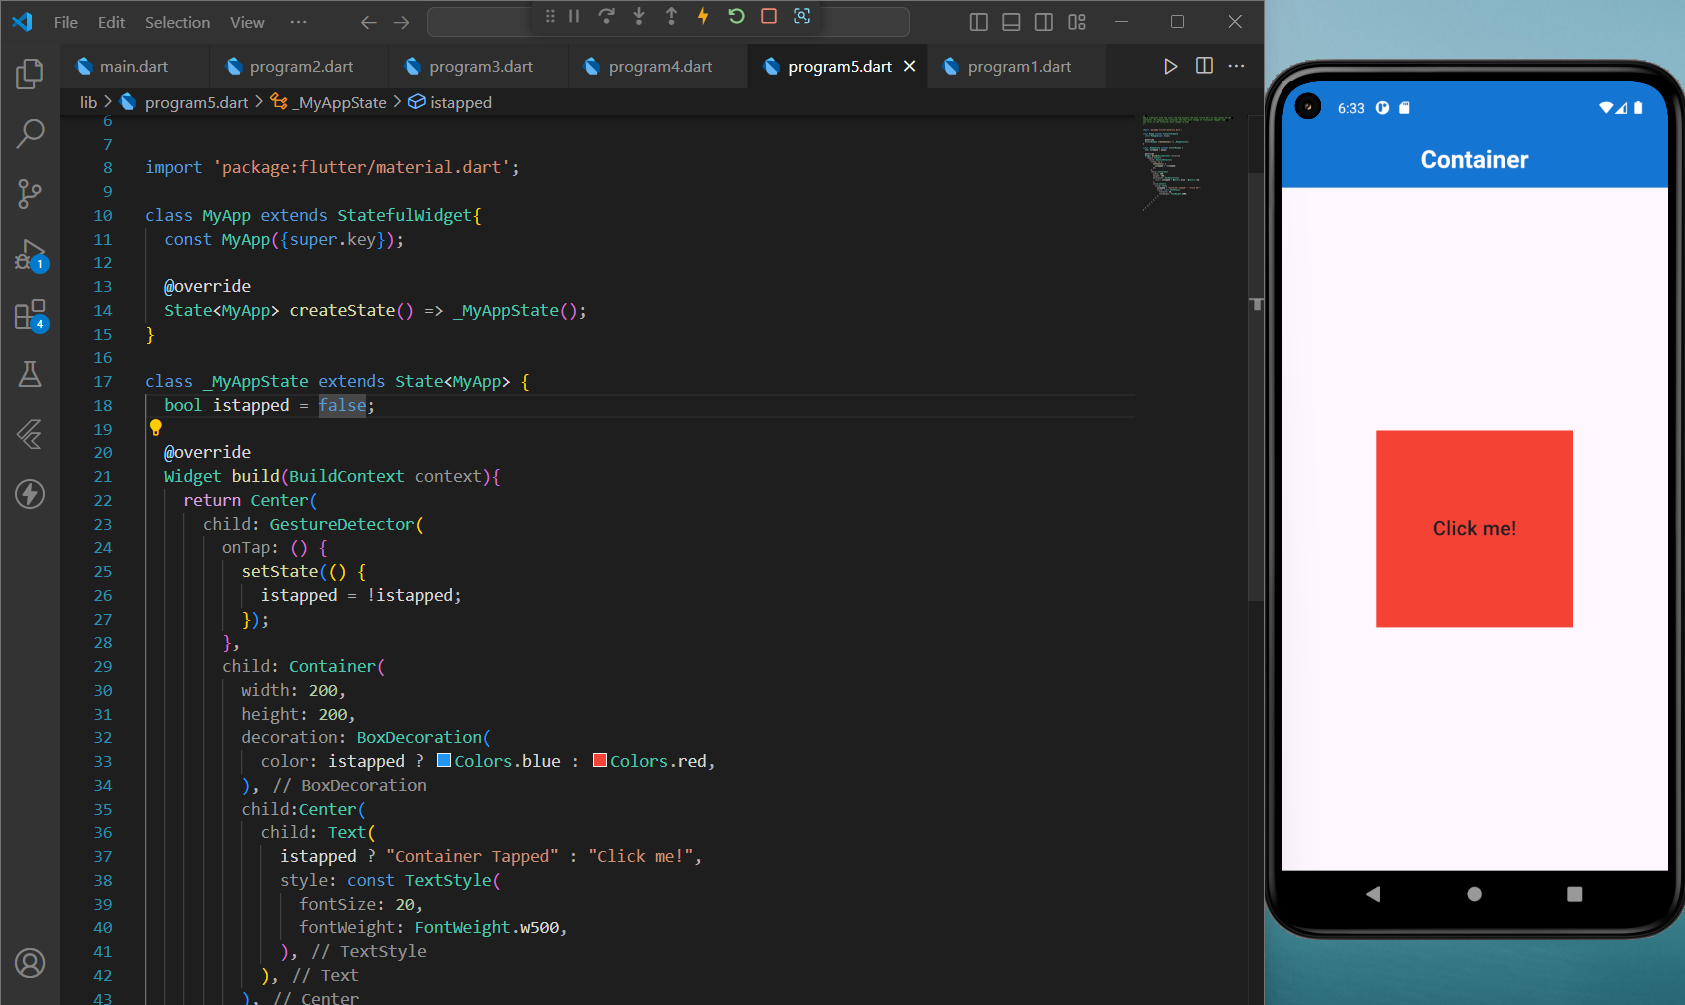 File Edit Selection View ···
main.dart program2.dart program3.dart program4.dart program5.dart program1.dart
lib > program5.dart > _MyAppState > istapped
6
7
8 import 'package:flutter/material.dart';
9
10 class MyApp extends StatefulWidget{
11 const MyApp({super.key});
12
13 @override
14 State<MyApp> createState() => _MyAppState();
15 }
16
17 class _MyAppState extends State<MyApp> {
18 bool istapped = false;
19
20 @override
21 Widget build(BuildContext context){
22 return Center(
23 child: GestureDetector(
24 onTap: () {
25 setState(() {
26 istapped = !istapped;
27 });
28 },
29 child: Container(
30 width: 200,
31 height: 200,
32 decoration: BoxDecoration(
33 color: istapped ? Colors.blue : Colors.red,
34 ), // BoxDecoration
35 child:Center(
36 child: Text(
37 istapped ? "Container Tapped" : "Click me!",
38 style: const TextStyle(
39 fontSize: 20,
40 fontWeight: FontWeight.w500,
41 ), // TextStyle
42 ), // Text
43 ), // Center
1
4
6:33
Container
Click me!